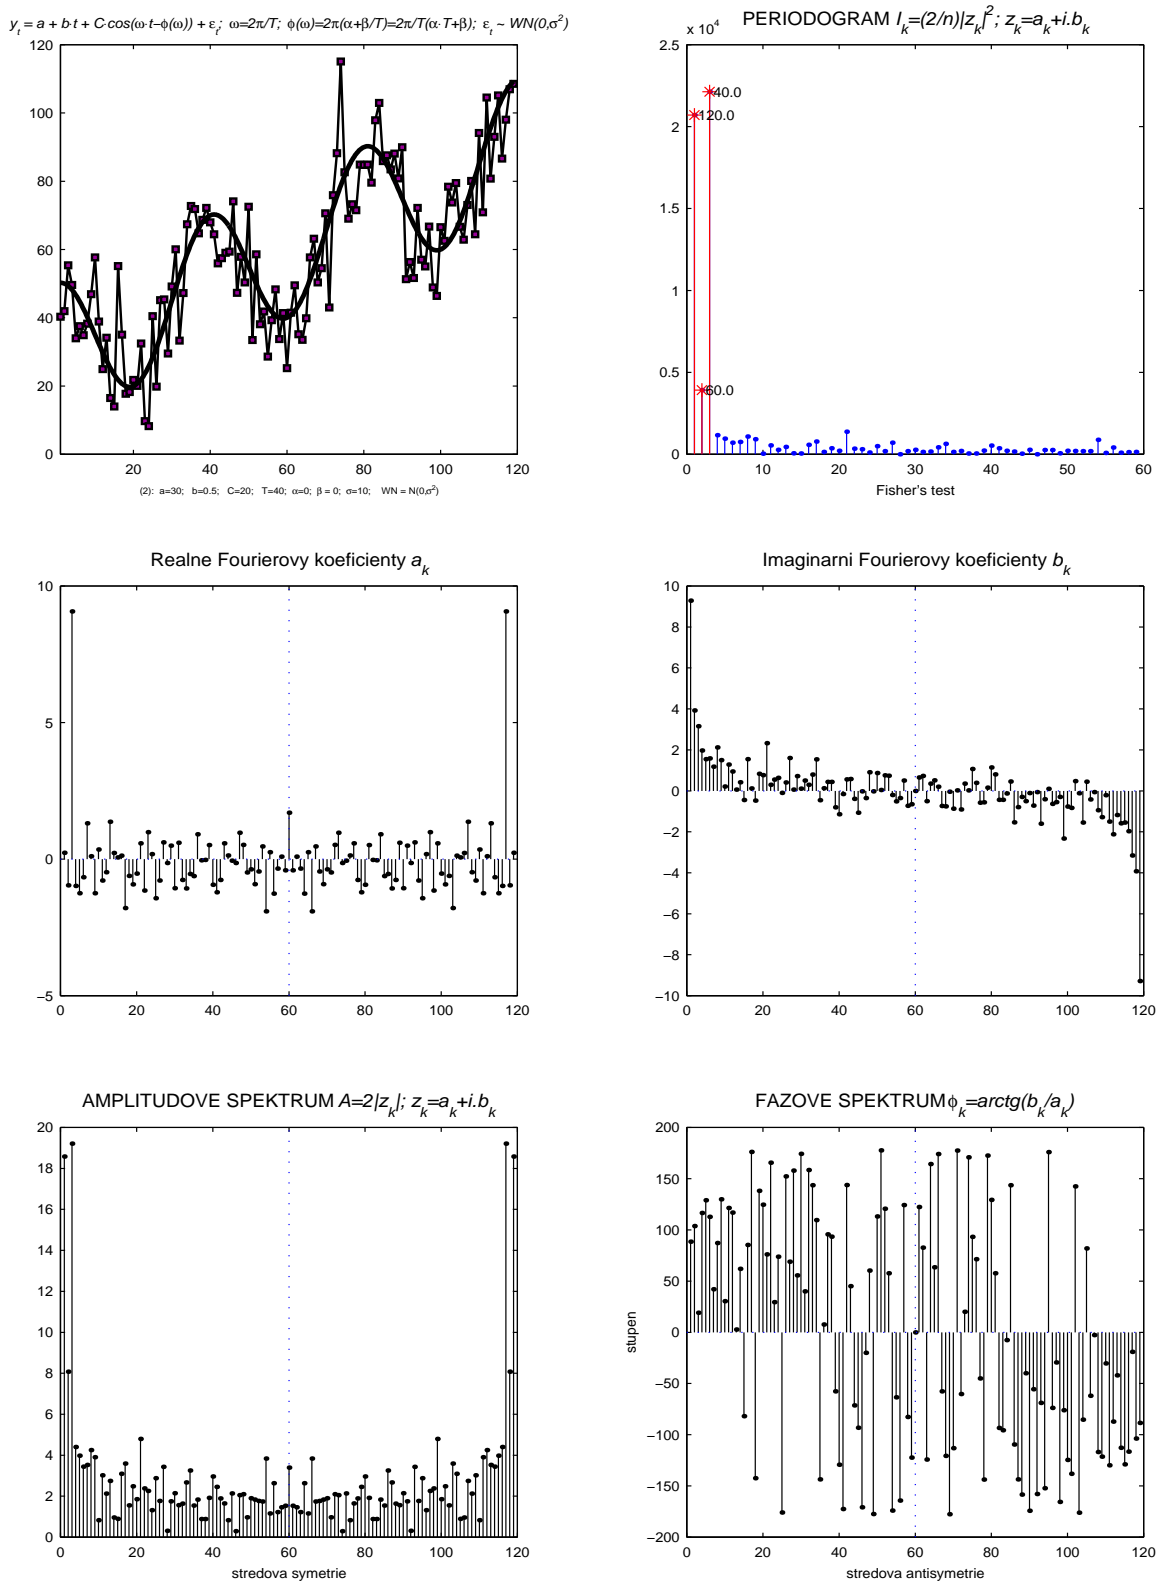 y_t = a + b·t + C·cos(ω·t−ϕ(ω)) + ε_t; ω=2π/T; ϕ(ω)=2π(α+β/T)=2π/T(α·T+β); ε_t ~ WN(0,σ²)
120
100
80
60
40
20
0
20 40 60 80 100 120
(2): a=30; b=0.5; C=20; T=40; α=0; β = 0; σ=10; WN = N(0,σ²)
PERIODOGRAM I_k=(2/n)|z_k|²; z_k=a_k+i.b_k
x 10⁴
2.5
2
1.5
1
0.5
0
40.0
120.0
60.0
0 10 20 30 40 50 60
Fisher's test
Realne Fourierovy koeficienty a_k
10
5
0
−5
0 20 40 60 80 100 120
Imaginarni Fourierovy koeficienty b_k
10
8
6
4
2
0
−2
−4
−6
−8
−10
0 20 40 60 80 100 120
AMPLITUDOVE SPEKTRUM A=2|z_k|; z_k=a_k+i.b_k
20
18
16
14
12
10
8
6
4
2
0
0 20 40 60 80 100 120
stredova symetrie
FAZOVE SPEKTRUM ϕ_k=arctg(b_k/a_k)
200
150
100
50
0
−50
−100
−150
−200
stupen
0 20 40 60 80 100 120
stredova antisymetrie